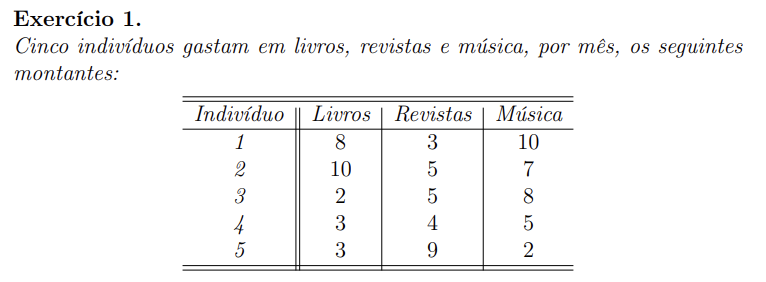 Exercício 1.
Cinco indivíduos gastam em livros, revistas e música, por mês, os seguintes
montantes:
Indivíduo Livros Revistas Música
1 8 3 10
2 10 5 7
3 2 5 8
4 3 4 5
5 3 9 2